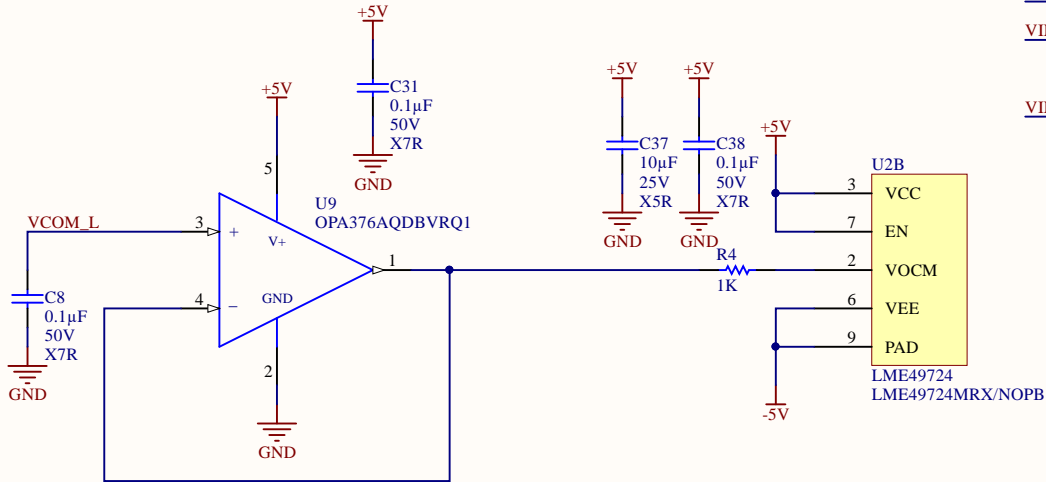 +5V
C31
0.1µF
50V
X7R
GND
+5V
5
U9
OPA376AQDBVRQ1
VCOM_L
3
+
V+
1
4
−
GND
2
GND
C8
0.1µF
50V
X7R
GND
+5V
C37
10µF
25V
X5R
GND
+5V
C38
0.1µF
50V
X7R
GND
R4
1K
+5V
U2B
3
VCC
7
EN
2
VOCM
6
VEE
9
PAD
LME49724
LME49724MRX/NOPB
-5V